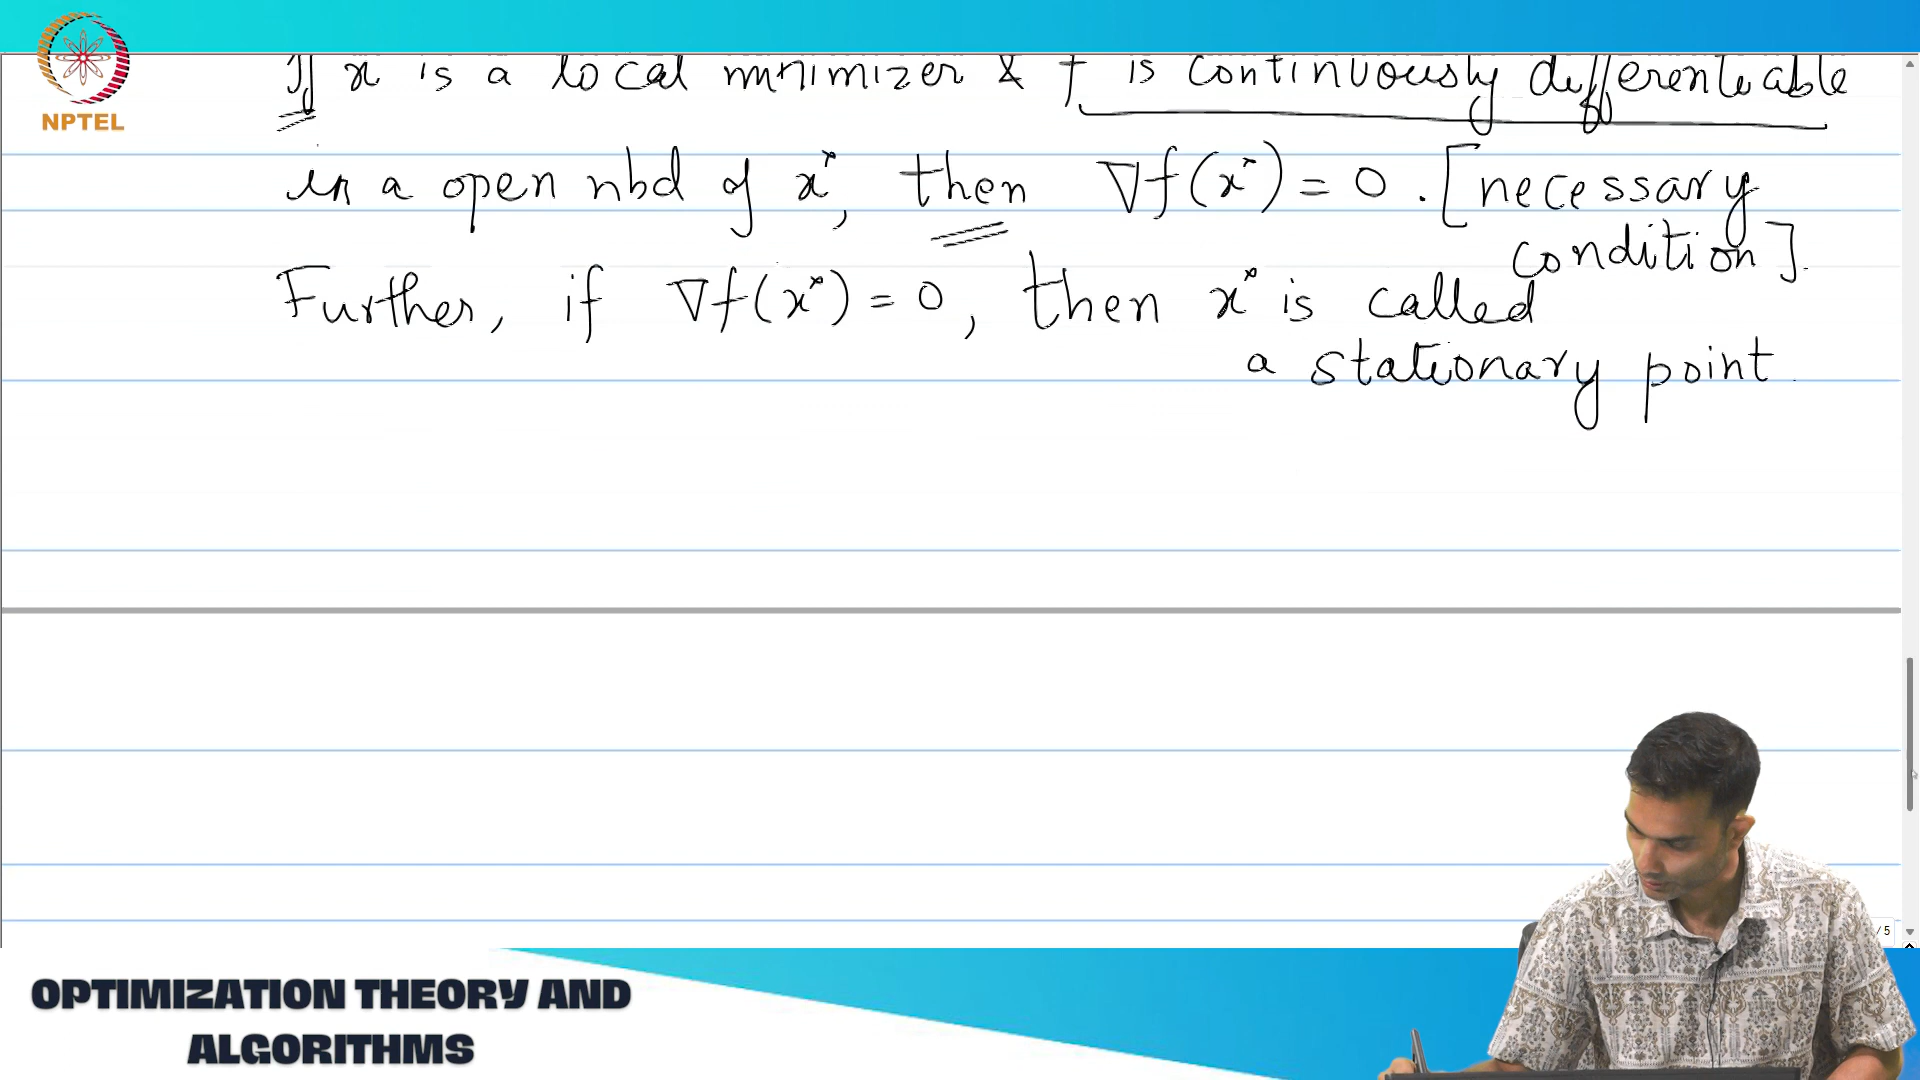 If x is a local minimizer & f is continuously differentiable
in a open nbd of x*, then ∇f(x*) = 0. [necessary
condition].
Further, if ∇f(x*) = 0, then x* is called
a stationary point.
NPTEL
/ 5
OPTIMIZATION THEORY AND
ALGORITHMS